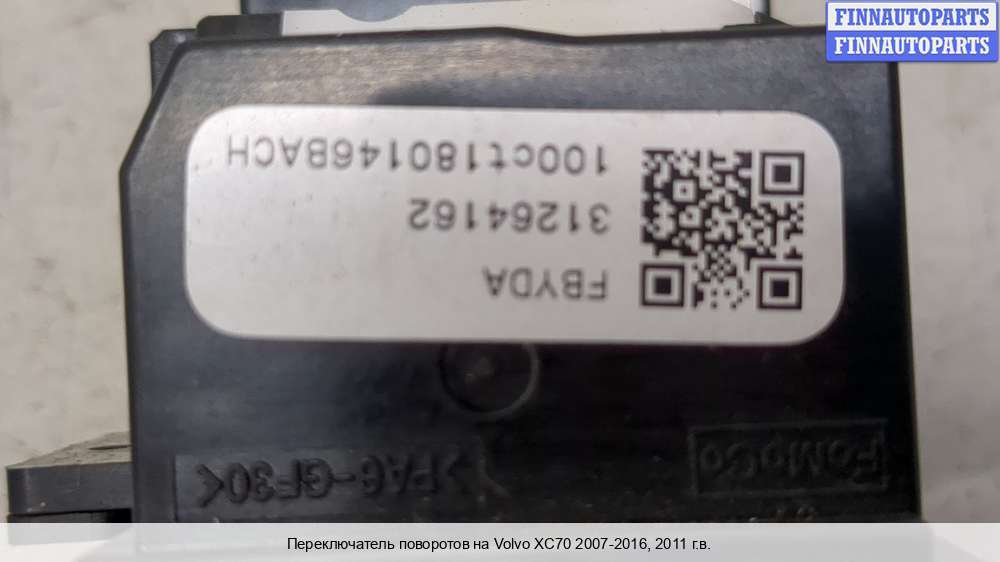 FINNAUTOPARTS
FINNAUTOPARTS
FoMoCo
>PA6-GF30<
FBYDA
31264162
100ct180146BACH
Переключатель поворотов на Volvo XC70 2007-2016, 2011 г.в.